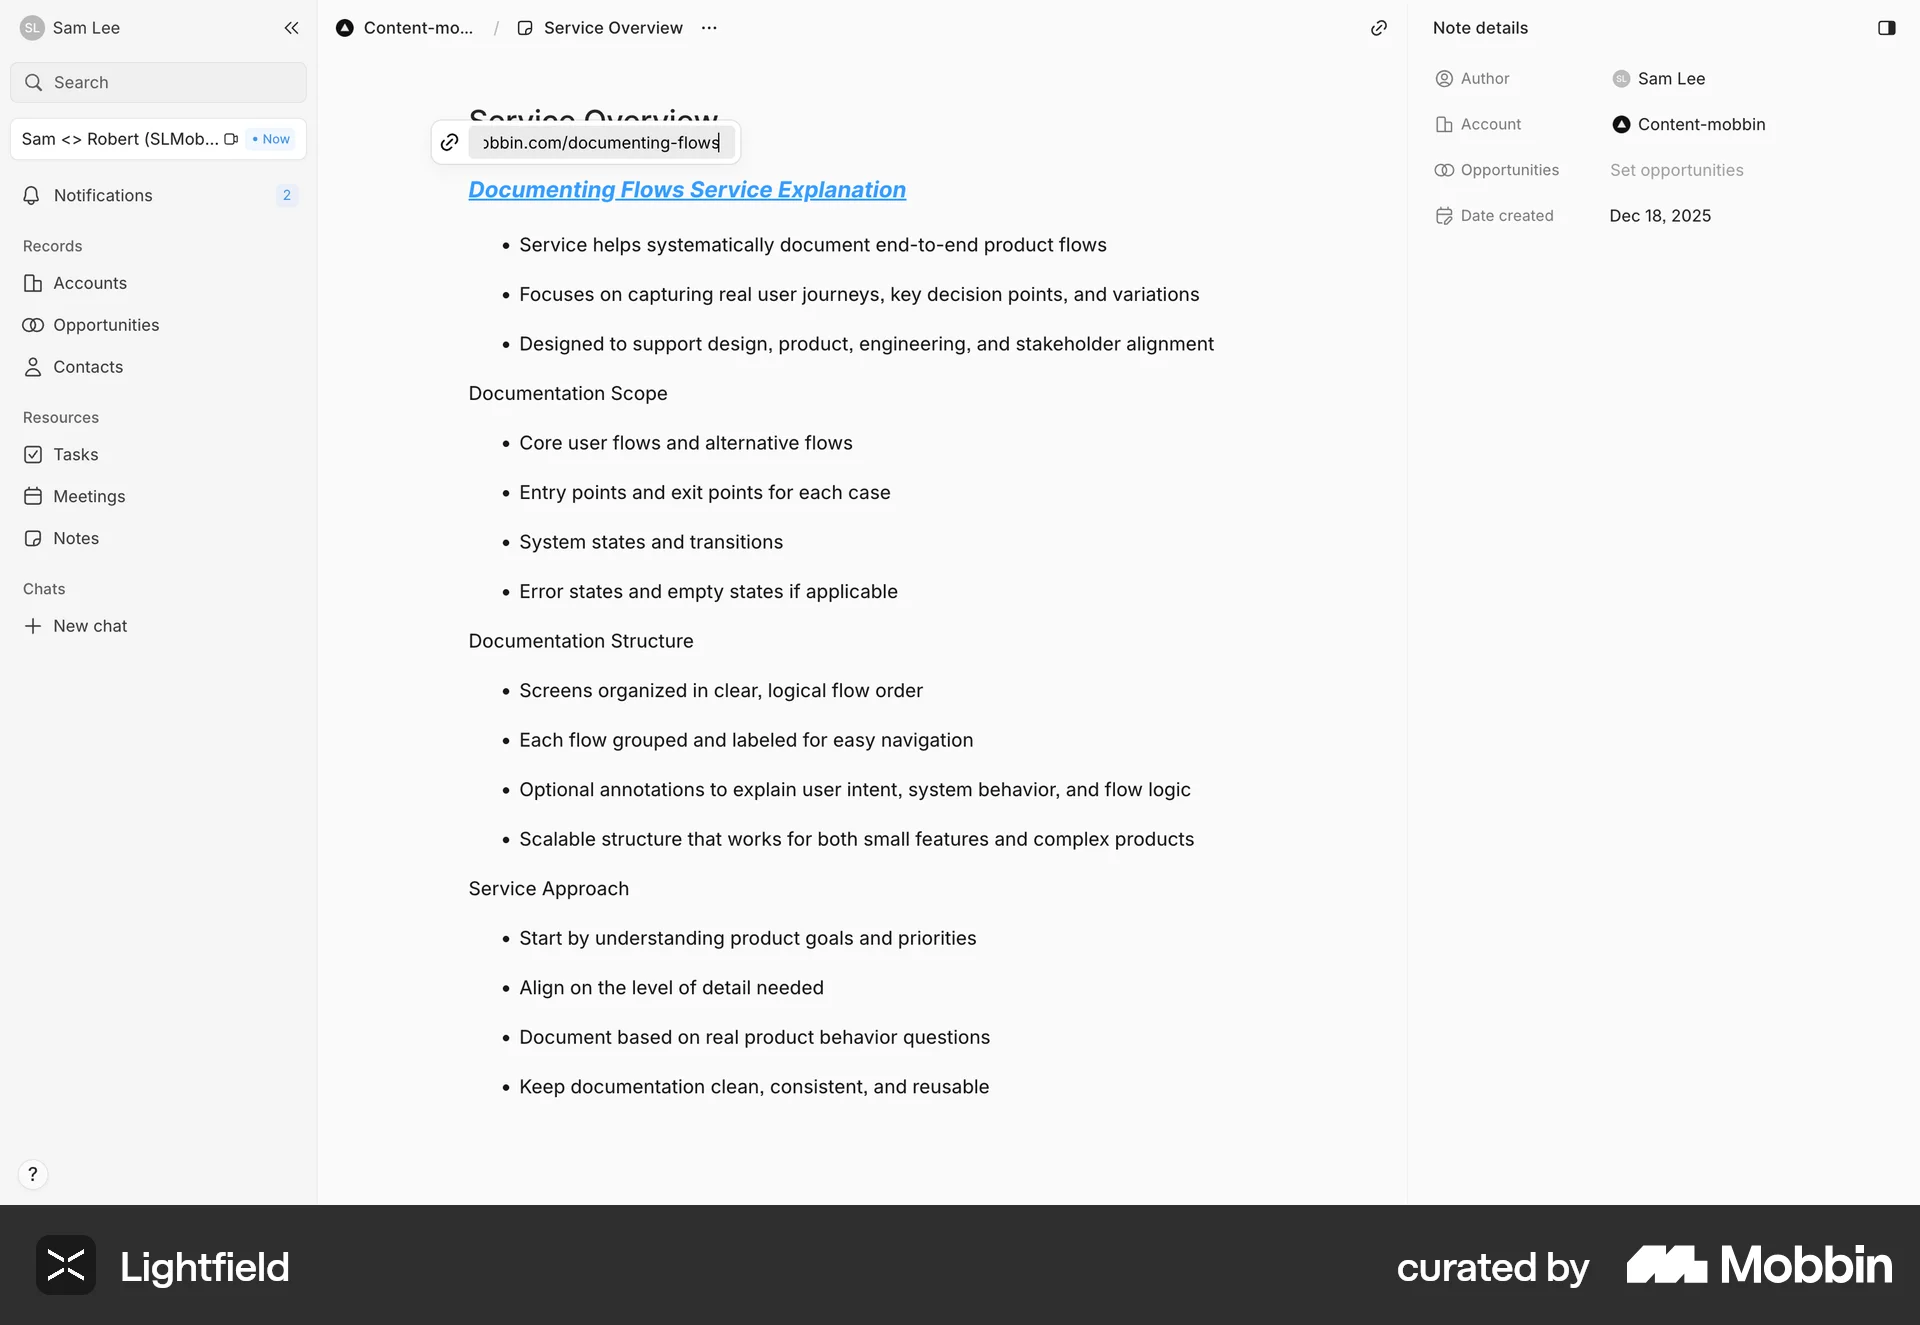 SL Sam Lee
Search
Sam <> Robert (SLMob... • Now
Notifications 2
Records
Accounts
Opportunities
Contacts
Resources
Tasks
Meetings
Notes
Chats
New chat
?
Content-mo... / Service Overview ...
Service Overview
obbin.com/documenting-flows
Documenting Flows Service Explanation
• Service helps systematically document end-to-end product flows
• Focuses on capturing real user journeys, key decision points, and variations
• Designed to support design, product, engineering, and stakeholder alignment
Documentation Scope
• Core user flows and alternative flows
• Entry points and exit points for each case
• System states and transitions
• Error states and empty states if applicable
Documentation Structure
• Screens organized in clear, logical flow order
• Each flow grouped and labeled for easy navigation
• Optional annotations to explain user intent, system behavior, and flow logic
• Scalable structure that works for both small features and complex products
Service Approach
• Start by understanding product goals and priorities
• Align on the level of detail needed
• Document based on real product behavior questions
• Keep documentation clean, consistent, and reusable
Note details
Author SL Sam Lee
Account Content-mobbin
Opportunities Set opportunities
Date created Dec 18, 2025
Lightfield
curated by Mobbin